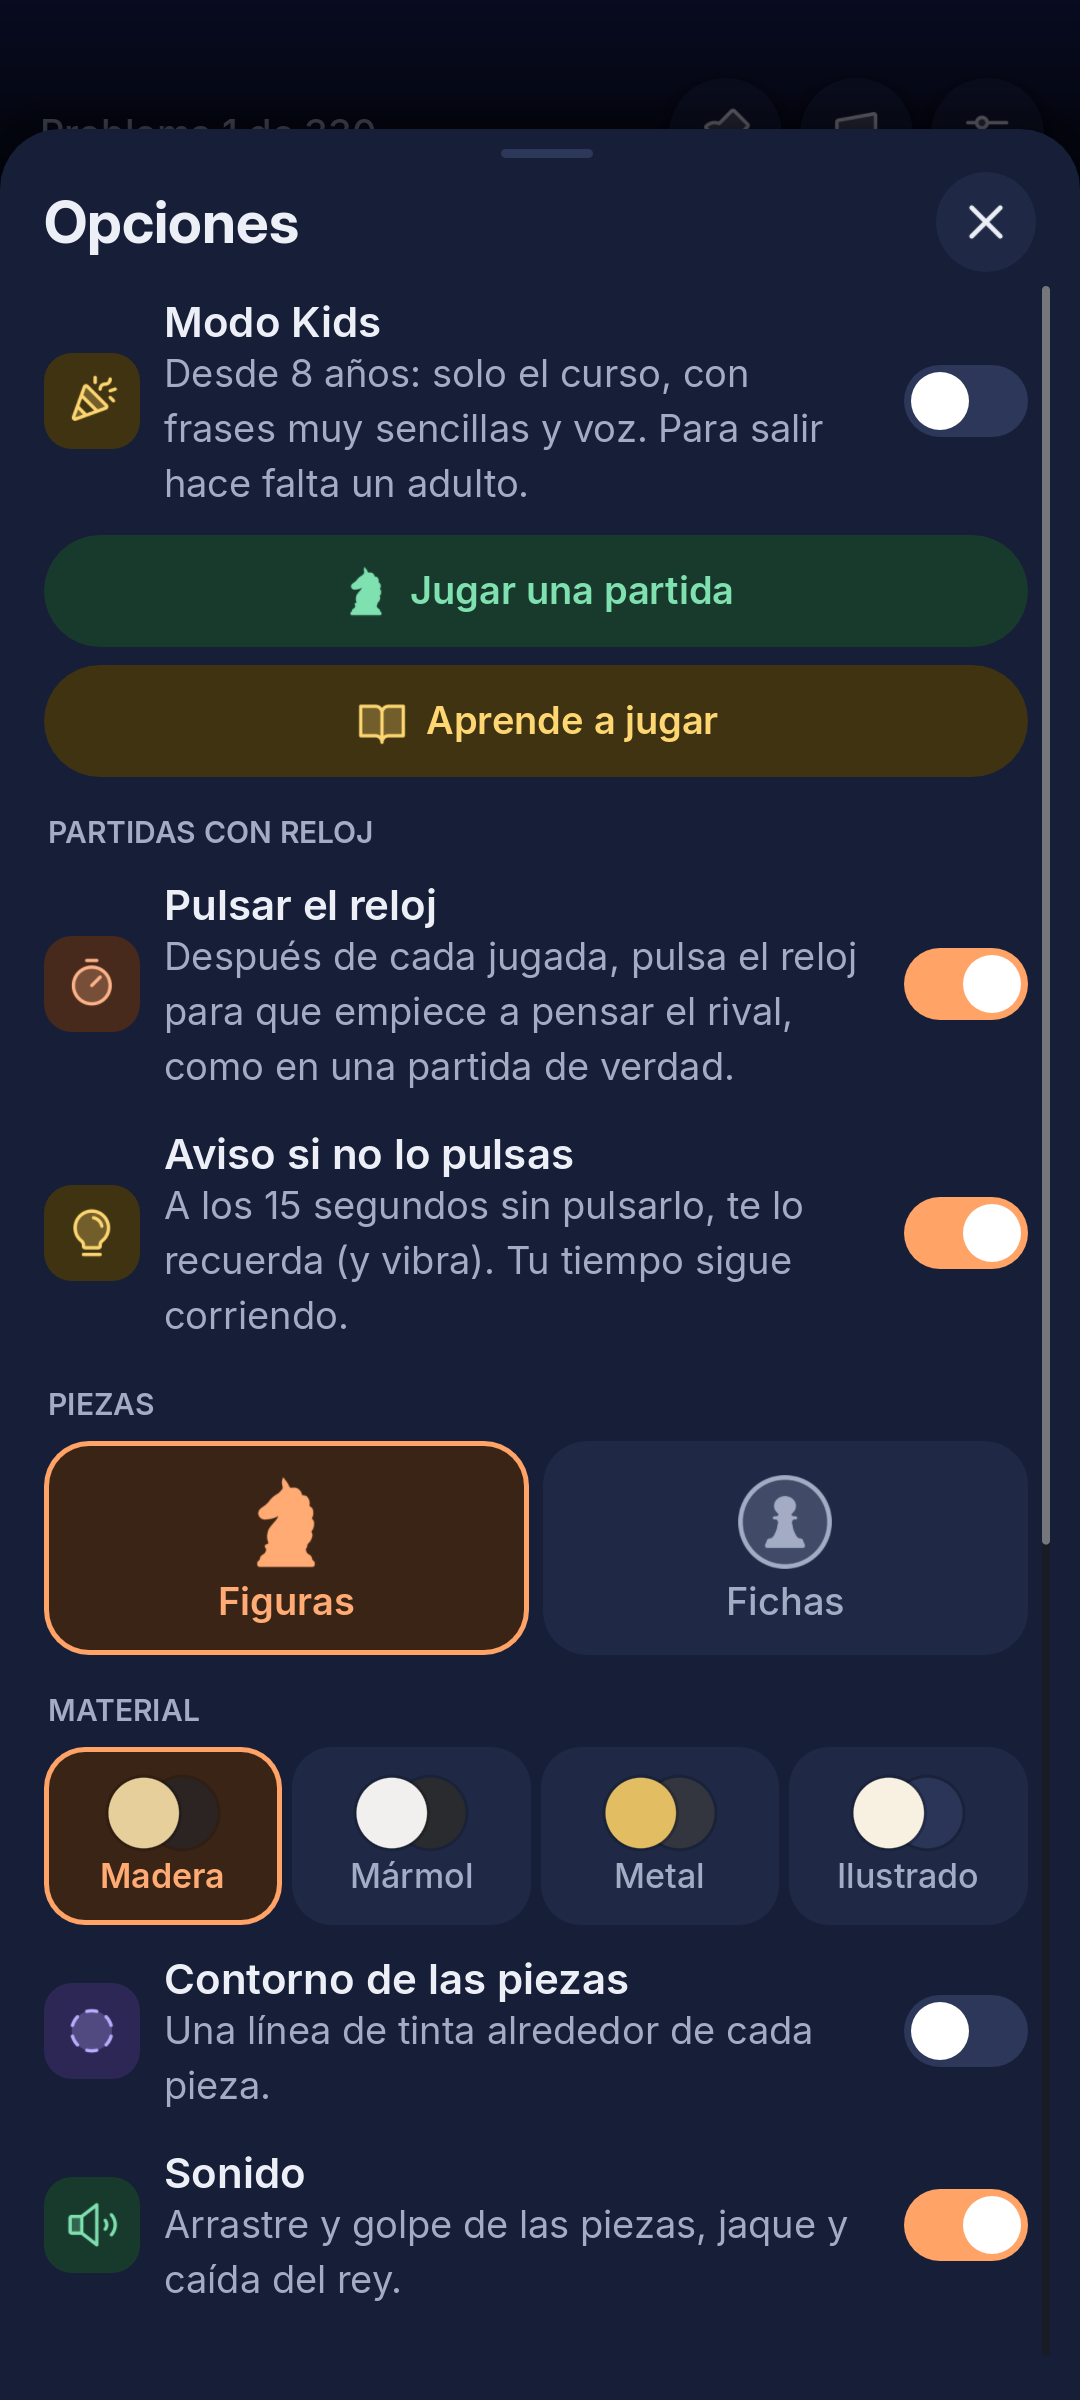 Problema 1 de 320
Opciones
Modo Kids
Desde 8 años: solo el curso, con
frases muy sencillas y voz. Para salir
hace falta un adulto.
Jugar una partida
Aprende a jugar
PARTIDAS CON RELOJ
Pulsar el reloj
Después de cada jugada, pulsa el reloj
para que empiece a pensar el rival,
como en una partida de verdad.
Aviso si no lo pulsas
A los 15 segundos sin pulsarlo, te lo
recuerda (y vibra). Tu tiempo sigue
corriendo.
PIEZAS
Figuras
Fichas
MATERIAL
Madera
Mármol
Metal
Ilustrado
Contorno de las piezas
Una línea de tinta alrededor de cada
pieza.
Sonido
Arrastre y golpe de las piezas, jaque y
caída del rey.